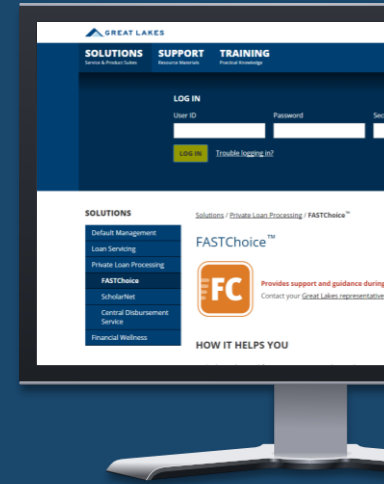 GREAT LAKES
SOLUTIONS SUPPORT TRAINING
Service & Product Suites Resource Materials Practical Knowledge
LOG IN
User ID Password Sec
LOG IN Trouble logging in?
SOLUTIONS
Solutions / Private Loan Processing / FASTChoice™
Default Management
Loan Servicing
Private Loan Processing
FASTChoice
ScholarNet
Central Disbursement
Service
Financial Wellness
FASTChoice™
FC
Provides support and guidance during
Contact your Great Lakes representative
HOW IT HELPS YOU